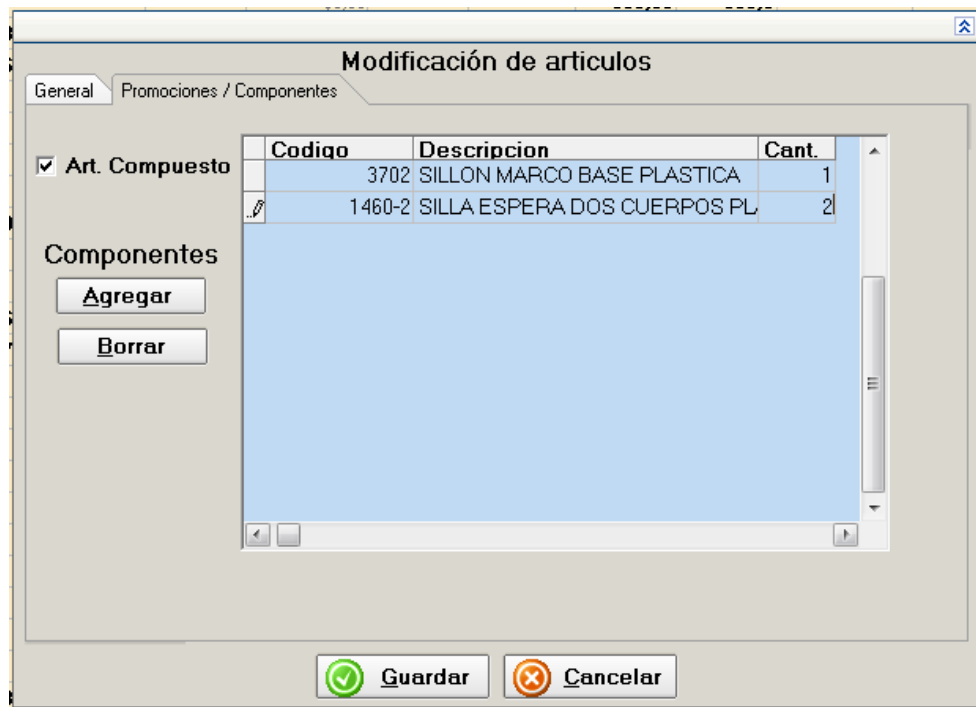 Modificación de articulos
General Promociones / Componentes
Art. Compuesto
Codigo Descripcion Cant.
3702 SILLON MARCO BASE PLASTICA 1
1460-2 SILLA ESPERA DOS CUERPOS 2
Componentes
Agregar
Borrar
Guardar Cancelar